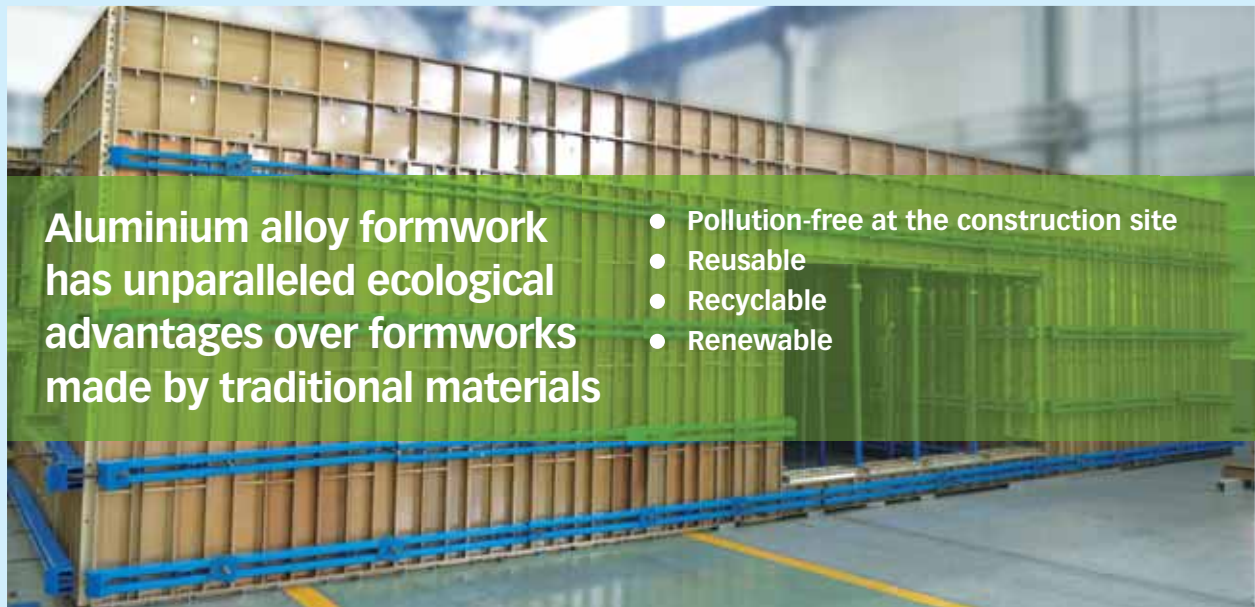 Aluminium alloy formwork
has unparalleled ecological
advantages over formworks
made by traditional materials
● Pollution-free at the construction site
● Reusable
● Recyclable
● Renewable